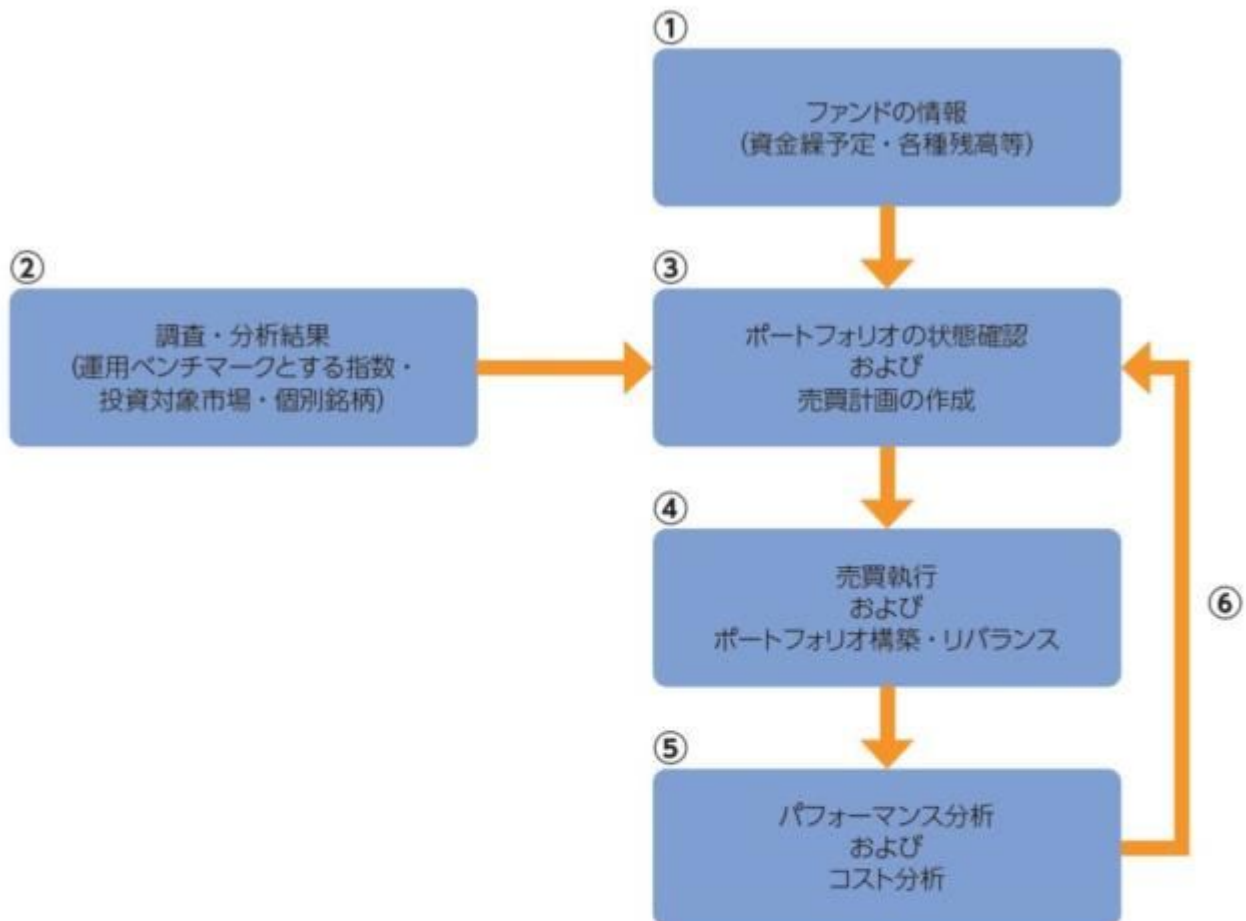 ①
ファンドの情報
(資金繰予定・各種残高等)
②
調査・分析結果
(運用ベンチマークとする指数・
投資対象市場・個別銘柄)
③
ポートフォリオの状態確認
および
売買計画の作成
④
売買執行
および
ポートフォリオ構築・リバランス
⑤
パフォーマンス分析
および
コスト分析
⑥